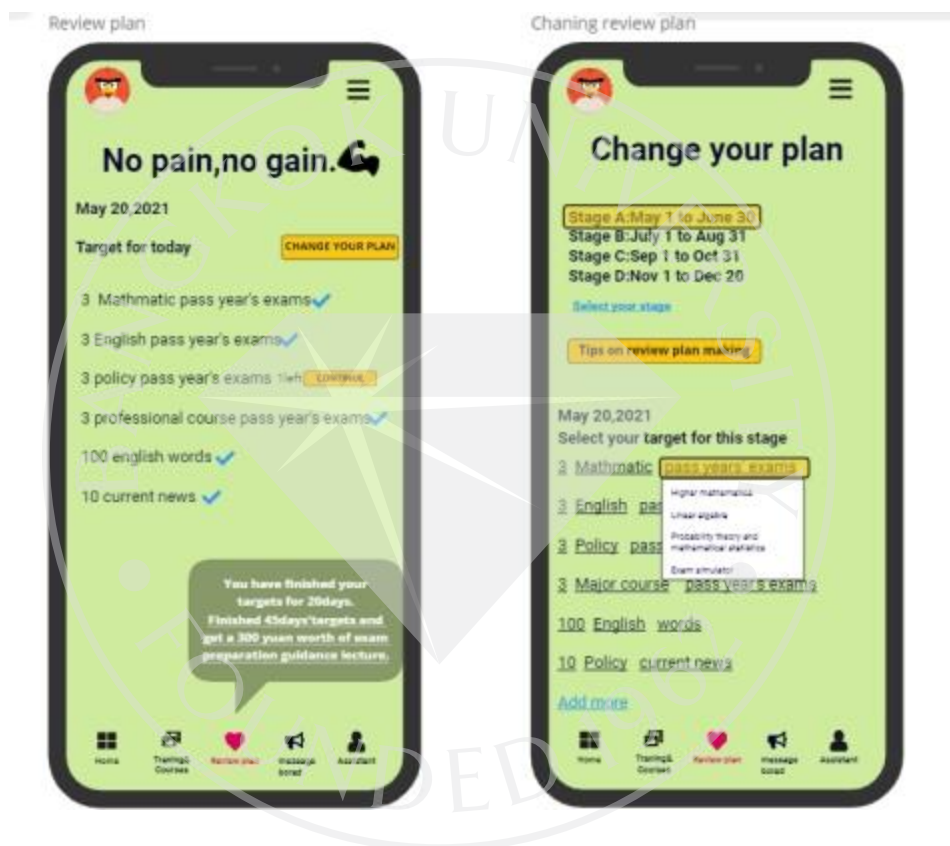 Review plan
No pain,no gain.
May 20,2021
Target for today
CHANGE YOUR PLAN
3 Mathmatic pass year's exams
3 English pass year's exams
3 policy pass year's exams 1left CONTINUE
3 professional course pass year's exams
100 english words
10 current news
You have finished your
targets for 20days.
Finished 45days'targets and
get a 300 yuan worth of exam
preparation guidance lecture.
Home
Traning&
Courses
Review plan
message
bored
Assistant
Chaning review plan
Change your plan
Stage A:May 1 to June 30
Stage B:July 1 to Aug 31
Stage C:Sep 1 to Oct 31
Stage D:Nov 1 to Dec 20
Select your stage
Tips on review plan making
May 20,2021
Select your target for this stage
3 Mathmatic pass years' exams
Higher mathematics
Linear algebra
Probability theory and
mathematical statistics
Exam simulator
3 English pas
3 Policy pass
3 Major course pass year's exams
100 English words
10 Policy current news
Add more
Home
Traning&
Courses
Review plan
message
bored
Assistant